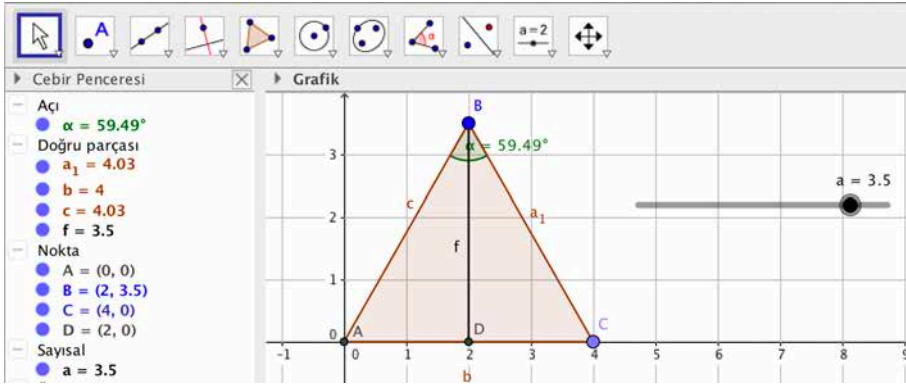 A
α
a=2
Cebir Penceresi
Grafik
Açı
α = 59.49°
Doğru parçası
a₁ = 4.03
b = 4
c = 4.03
f = 3.5
Nokta
A = (0, 0)
B = (2, 3.5)
C = (4, 0)
D = (2, 0)
Sayısal
a = 3.5
B
α = 59.49°
3
a = 3.5
c
a₁
2
f
1
0
A
D
C
-1
0
1
2
3
4
5
6
7
8
9
b